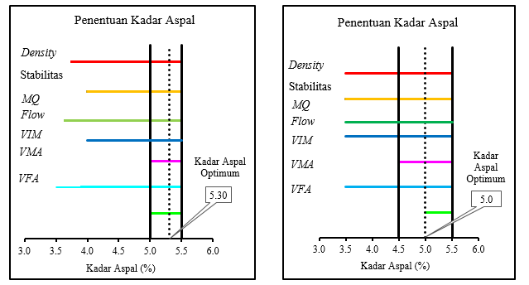 Penentuan Kadar Aspal
Density
Stabilitas
MQ
Flow
VIM
VMA
VFA
Kadar Aspal
Optimum
5.30
3.0 3.5 4.0 4.5 5.0 5.5 6.0
Kadar Aspal (%)
Penentuan Kadar Aspal
Density
Stabilitas
MQ
Flow
VIM
VMA
VFA
Kadar
Aspal
Optimum
5.0
3.0 3.5 4.0 4.5 5.0 5.5 6.0
Kadar Aspal (%)